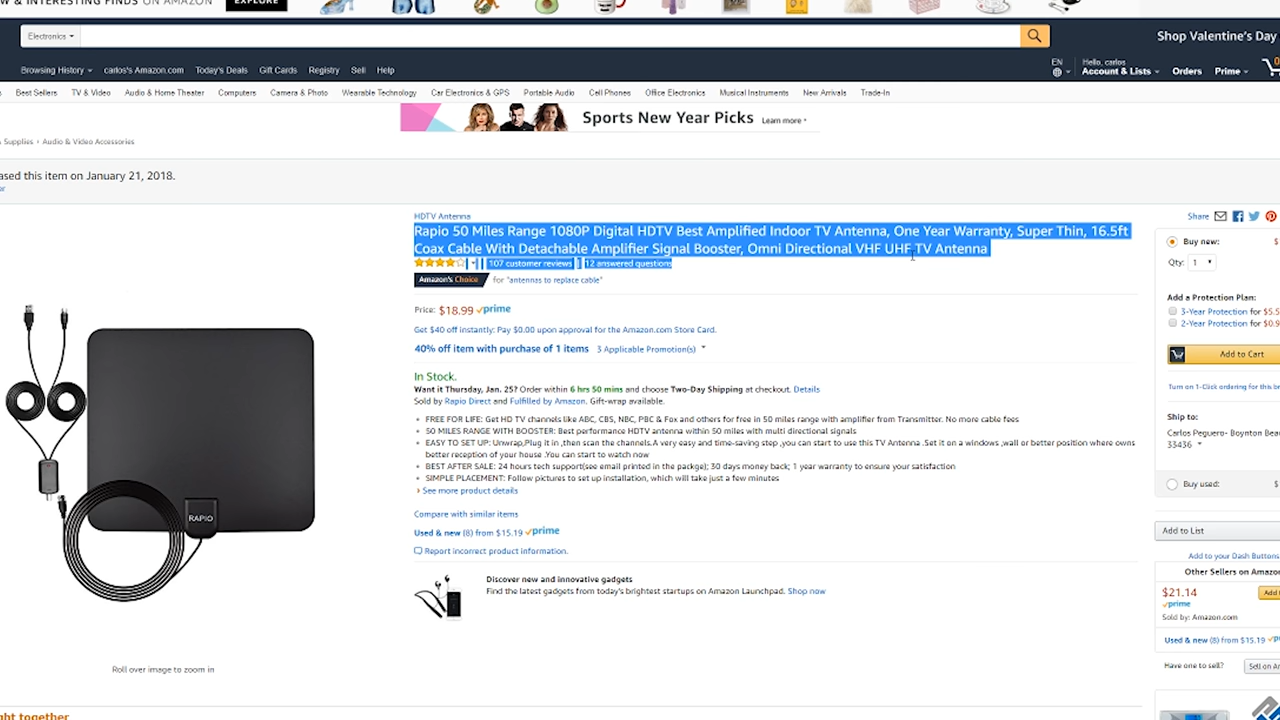 W & INTERESTING FINDS ON AMAZON EXPLORE
Electronics
Shop Valentine's Day
Browsing History carlos's Amazon.com Today's Deals Gift Cards Registry Sell Help
EN Hello, carlos
Account & Lists Orders Prime 0
Best Sellers TV & Video Audio & Home Theater Computers Camera & Photo Wearable Technology Car Electronics & GPS Portable Audio Cell Phones Office Electronics Musical Instruments New Arrivals Trade-In
Sports New Year Picks Learn more
& Supplies › Audio & Video Accessories
ased this item on January 21, 2018.
or
HDTV Antenna
Rapio 50 Miles Range 1080P Digital HDTV Best Amplified Indoor TV Antenna, One Year Warranty, Super Thin, 16.5ft
Coax Cable With Detachable Amplifier Signal Booster, Omni Directional VHF UHF TV Antenna
107 customer reviews | 12 answered questions
Amazon's Choice for "antennas to replace cable"
Price: $18.99 prime
Get $40 off instantly: Pay $0.00 upon approval for the Amazon.com Store Card.
40% off item with purchase of 1 items 3 Applicable Promotion(s)
In Stock.
Want it Thursday, Jan. 25? Order within 6 hrs 50 mins and choose Two-Day Shipping at checkout. Details
Sold by Rapio Direct and Fulfilled by Amazon. Gift-wrap available.
• FREE FOR LIFE: Get HD TV channels like ABC, CBS, NBC, PBC & Fox and others for free in 50 miles range with amplifier from Transmitter. No more cable fees
• 50 MILES RANGE WITH BOOSTER: Best performance HDTV antenna within 50 miles with multi directional signals
• EASY TO SET UP: Unwrap,Plug it in ,then scan the channels.A very easy and time-saving step ,you can start to use this TV Antenna .Set it on a windows ,wall or better position where owns
better reception of your house .You can start to watch now
• BEST AFTER SALE: 24 hours tech support(see email printed in the packge); 30 days money back; 1 year warranty to ensure your satisfaction
• SIMPLE PLACEMENT: Follow pictures to set up installation, which will take just a few minutes
› See more product details
Compare with similar items
Used & new (8) from $15.19 prime
Report incorrect product information.
Discover new and innovative gadgets
Find the latest gadgets from today's brightest startups on Amazon Launchpad. Shop now
RAPIO
Roll over image to zoom in
ght together
Share
Buy new: $
Qty: 1
Add a Protection Plan:
3-Year Protection for $5.5
2-Year Protection for $0.9
Add to Cart
Turn on 1-Click ordering for this br
Ship to:
Carlos Peguero- Boynton Bea
33436
Buy used: $
Add to List
Add to your Dash Buttons
Other Sellers on Amazo
$21.14 Add
prime
Sold by: Amazon.com
Used & new (8) from $15.19
Have one to sell? Sell on Am